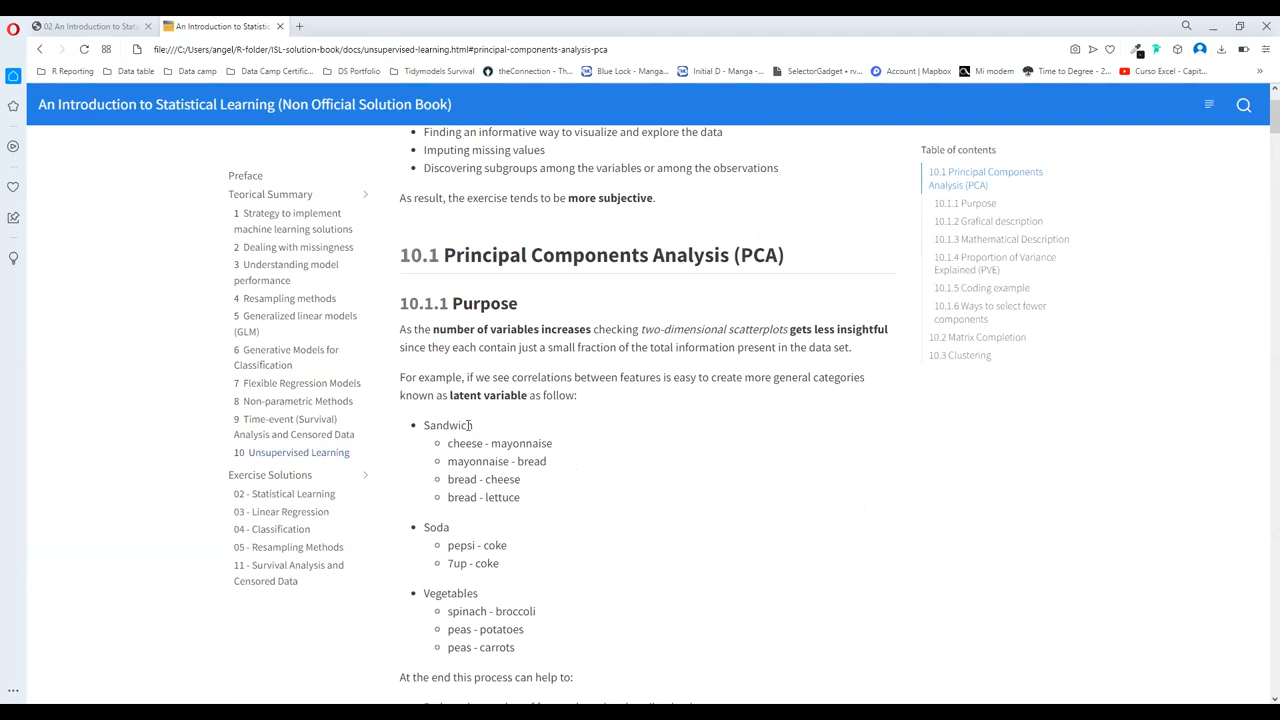 02 An Introduction to Stati
An Introduction to Statistic
file:///C:/Users/angel/R-folder/ISL-solution-book/docs/unsupervised-learning.html#principal-components-analysis-pca
R Reporting
Data table
Data camp
Data Camp Certific...
DS Portfolio
Tidymodels Survival
theConnection - Th...
Blue Lock - Manga...
Initial D - Manga -...
SelectorGadget • rv...
Account | Mapbox
Mi modem
Time to Degree - 2...
Curso Excel - Capit...
An Introduction to Statistical Learning (Non Official Solution Book)
Preface
Teorical Summary
1 Strategy to implement
machine learning solutions
2 Dealing with missingness
3 Understanding model
performance
4 Resampling methods
5 Generalized linear models
(GLM)
6 Generative Models for
Classification
7 Flexible Regression Models
8 Non-parametric Methods
9 Time-event (Survival)
Analysis and Censored Data
10 Unsupervised Learning
Exercise Solutions
02 - Statistical Learning
03 - Linear Regression
04 - Classification
05 - Resampling Methods
11 - Survival Analysis and
Censored Data
Finding an informative way to visualize and explore the data
Imputing missing values
Discovering subgroups among the variables or among the observations
As result, the exercise tends to be more subjective.
10.1 Principal Components Analysis (PCA)
10.1.1 Purpose
As the number of variables increases checking two-dimensional scatterplots gets less insightful
since they each contain just a small fraction of the total information present in the data set.
For example, if we see correlations between features is easy to create more general categories
known as latent variable as follow:
Sandwich
cheese - mayonnaise
mayonnaise - bread
bread - cheese
bread - lettuce
Soda
pepsi - coke
7up - coke
Vegetables
spinach - broccoli
peas - potatoes
peas - carrots
At the end this process can help to:
Table of contents
10.1 Principal Components
Analysis (PCA)
10.1.1 Purpose
10.1.2 Grafical description
10.1.3 Mathematical Description
10.1.4 Proportion of Variance
Explained (PVE)
10.1.5 Coding example
10.1.6 Ways to select fewer
components
10.2 Matrix Completion
10.3 Clustering